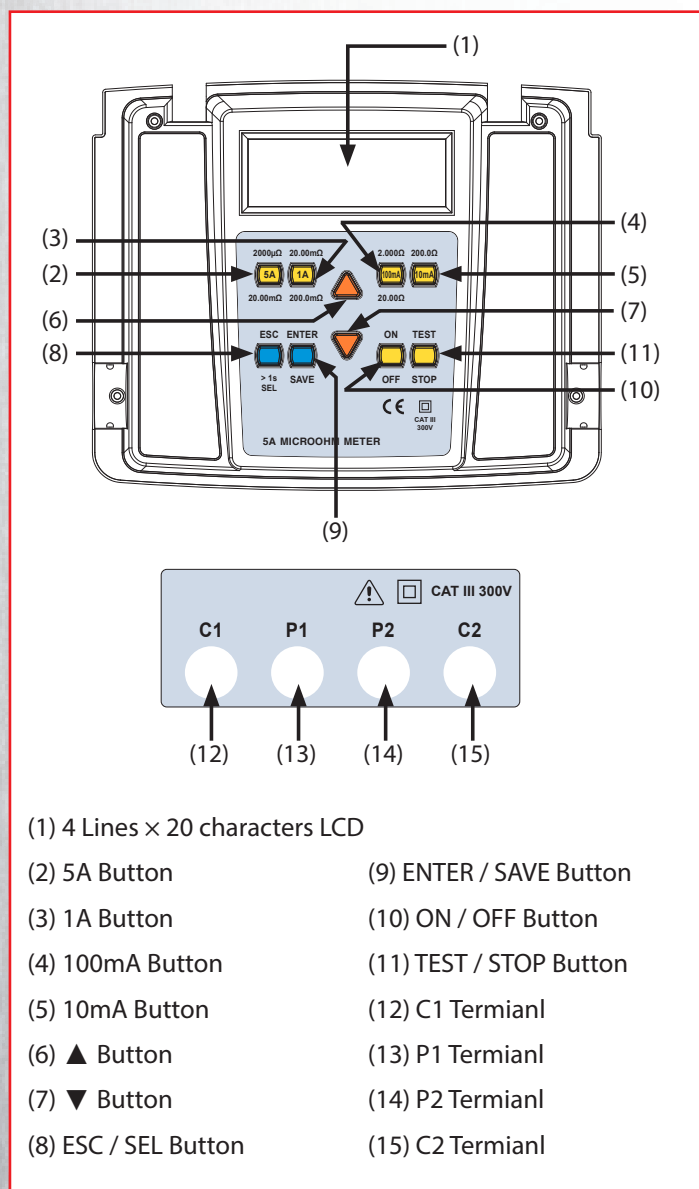 (1)
(3)
(4)
2000μΩ 20.00mΩ 2.000Ω 200.0Ω
(2) 5A 1A 100mA 10mA (5)
20.00mΩ 200.0mΩ 20.00Ω
(6) (7)
ESC ENTER ON TEST
(8) (11)
> 1s SAVE OFF STOP
SEL
(10)
CE
CAT III
300V
5A MICROOHM METER
(9)
CAT III 300V
C1 P1 P2 C2
(12) (13) (14) (15)
(1) 4 Lines × 20 characters LCD
(2) 5A Button
(3) 1A Button
(4) 100mA Button
(5) 10mA Button
(6) ▲ Button
(7) ▼ Button
(8) ESC / SEL Button
(9) ENTER / SAVE Button
(10) ON / OFF Button
(11) TEST / STOP Button
(12) C1 Termianl
(13) P1 Termianl
(14) P2 Termianl
(15) C2 Termianl